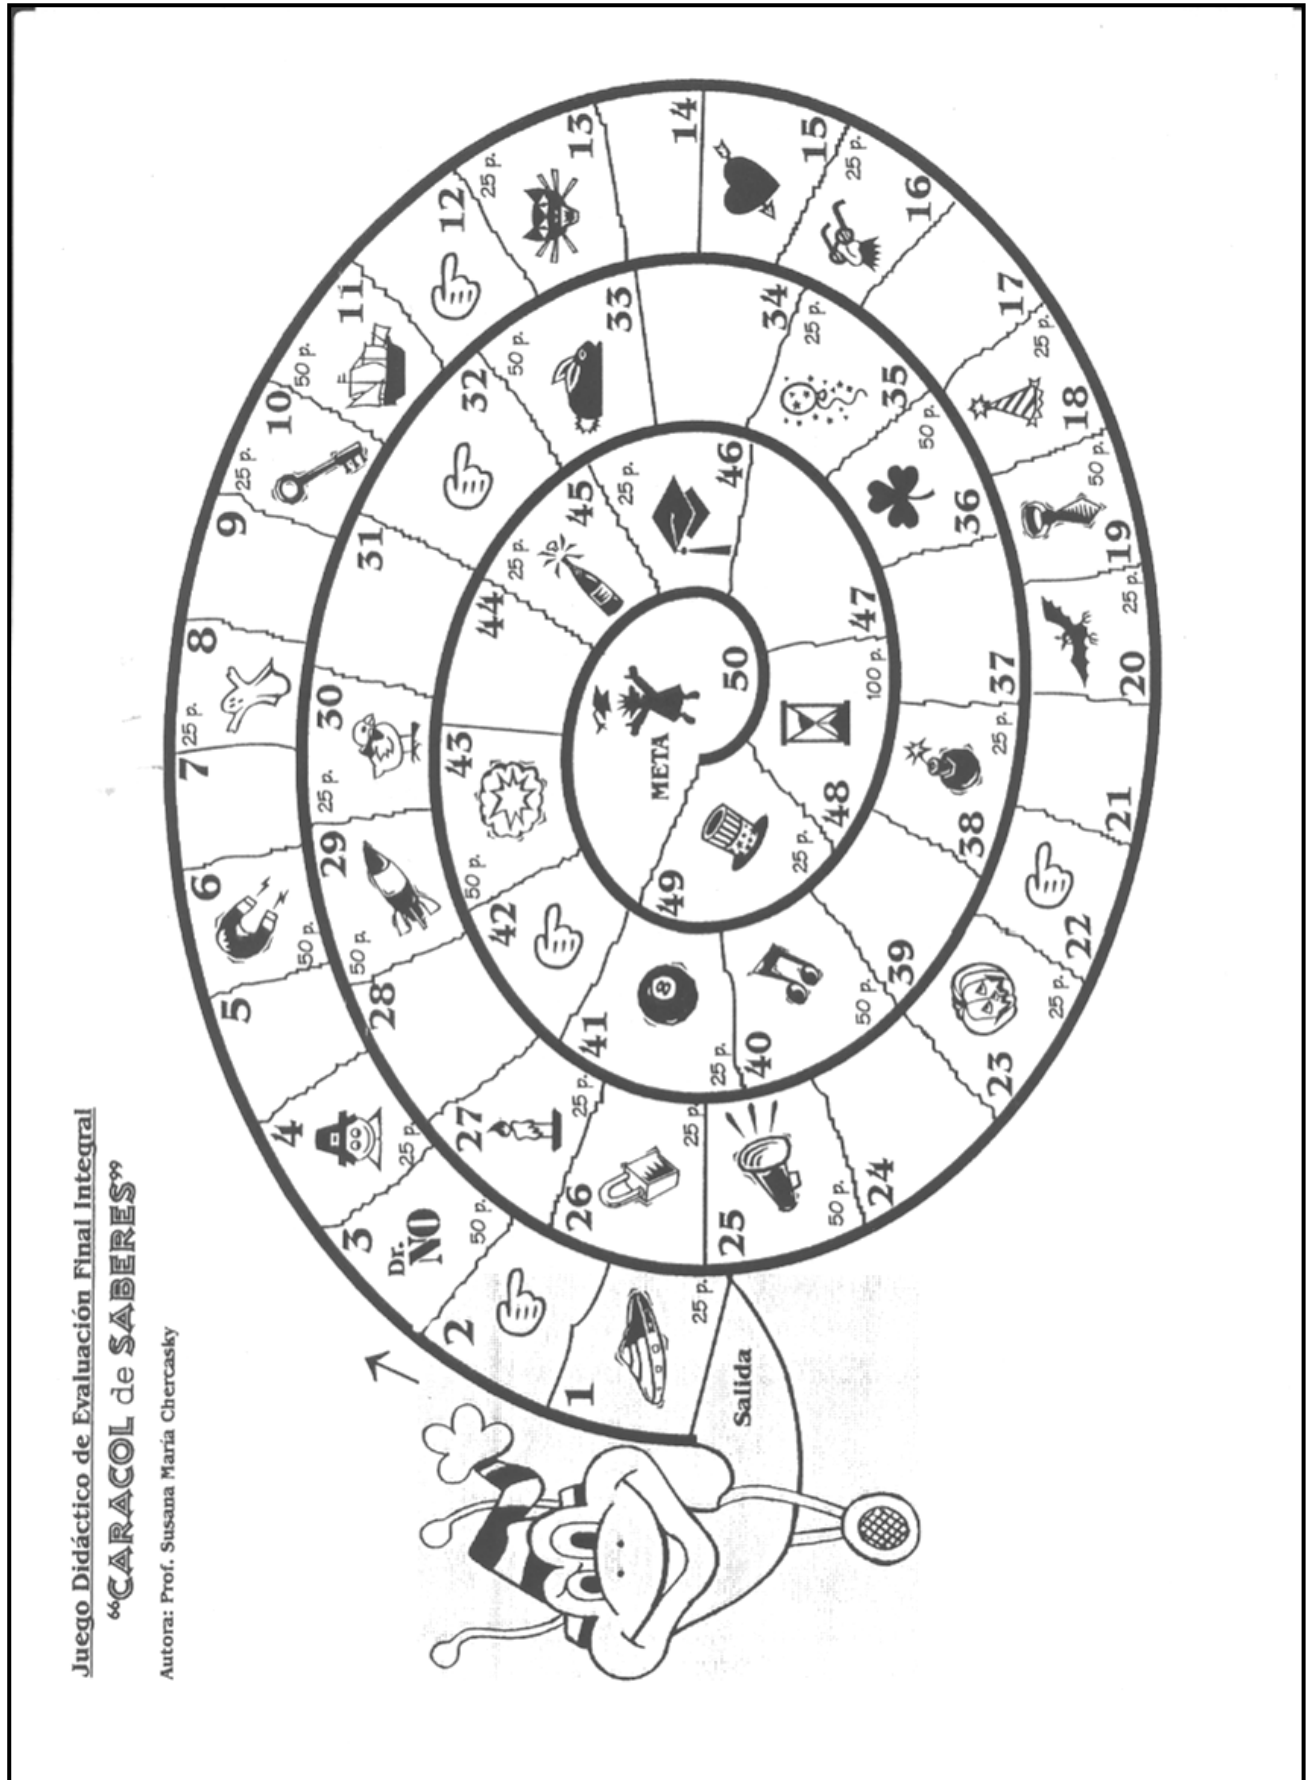 Juego Didáctico de Evaluación Final Integral
“CARACOL de SABERES”
Autora: Prof. Susana María Chercasky
Salida
1
25 p.
2
3
Dr.
NO
50 p.
4
25 p.
5
6
50 p.
7
8
25 p.
9
10
25 p.
11
50 p.
12
13
25 p.
14
15
16
25 p.
17
18
25 p.
19
50 p.
20
25 p.
21
22
23
25 p.
24
25
50 p.
26
25 p.
27
25 p.
28
29
50 p.
30
25 p.
31
32
33
50 p.
34
35
25 p.
36
50 p.
37
38
25 p.
39
40
50 p.
41
8
25 p.
42
43
50 p.
44
45
25 p.
46
25 p.
47
48
100 p.
49
25 p.
50
META